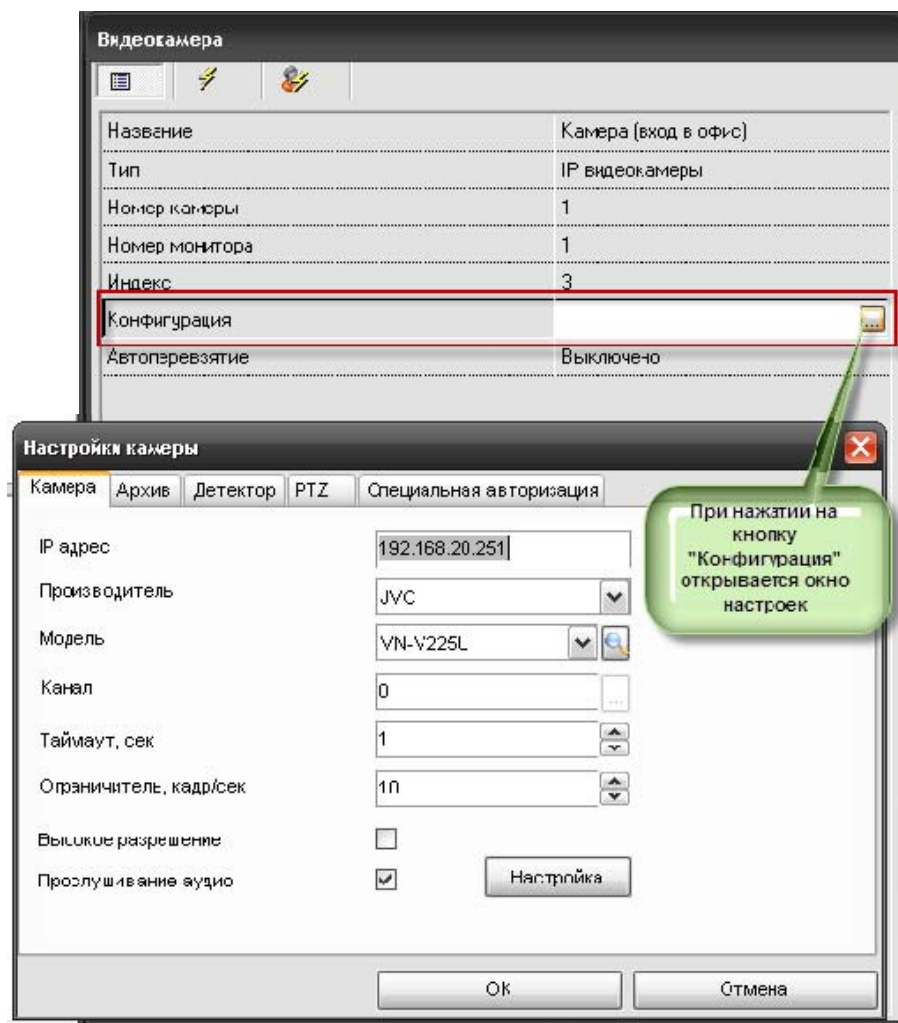 Видеокамера
Название Камера (вход в офис)
Тип IP видеокамеры
Номер камеры 1
Номер монитора 1
Индекс 3
Конфигурация ...
Автоперевзятие Выключено
Настройки камеры
Камера Архив Детектор PTZ Специальная авторизация
При нажатии на
кнопку
"Конфигурация"
открывается окно
настроек
IP адрес 192.168.20.251
Производитель JVC
Модель VN-V225L
Канал 0 ...
Таймаут, сек 1
Ограничитель, кадр/сек 10
Высокое разрешение
Прослушивание аудио Настройка
OK Отмена